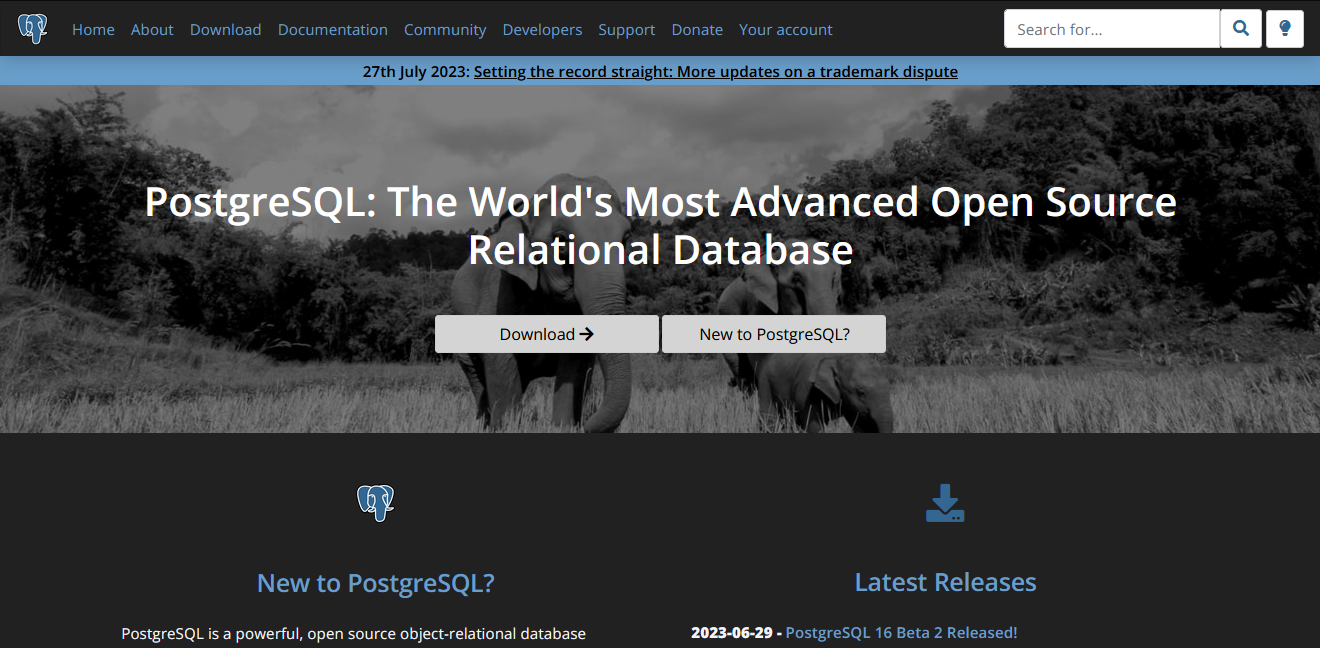 Home About Download Documentation Community Developers Support Donate Your account Search for...
27th July 2023: Setting the record straight: More updates on a trademark dispute
PostgreSQL: The World's Most Advanced Open Source
Relational Database
Download New to PostgreSQL?
New to PostgreSQL?
PostgreSQL is a powerful, open source object-relational database
Latest Releases
2023-06-29 - PostgreSQL 16 Beta 2 Released!